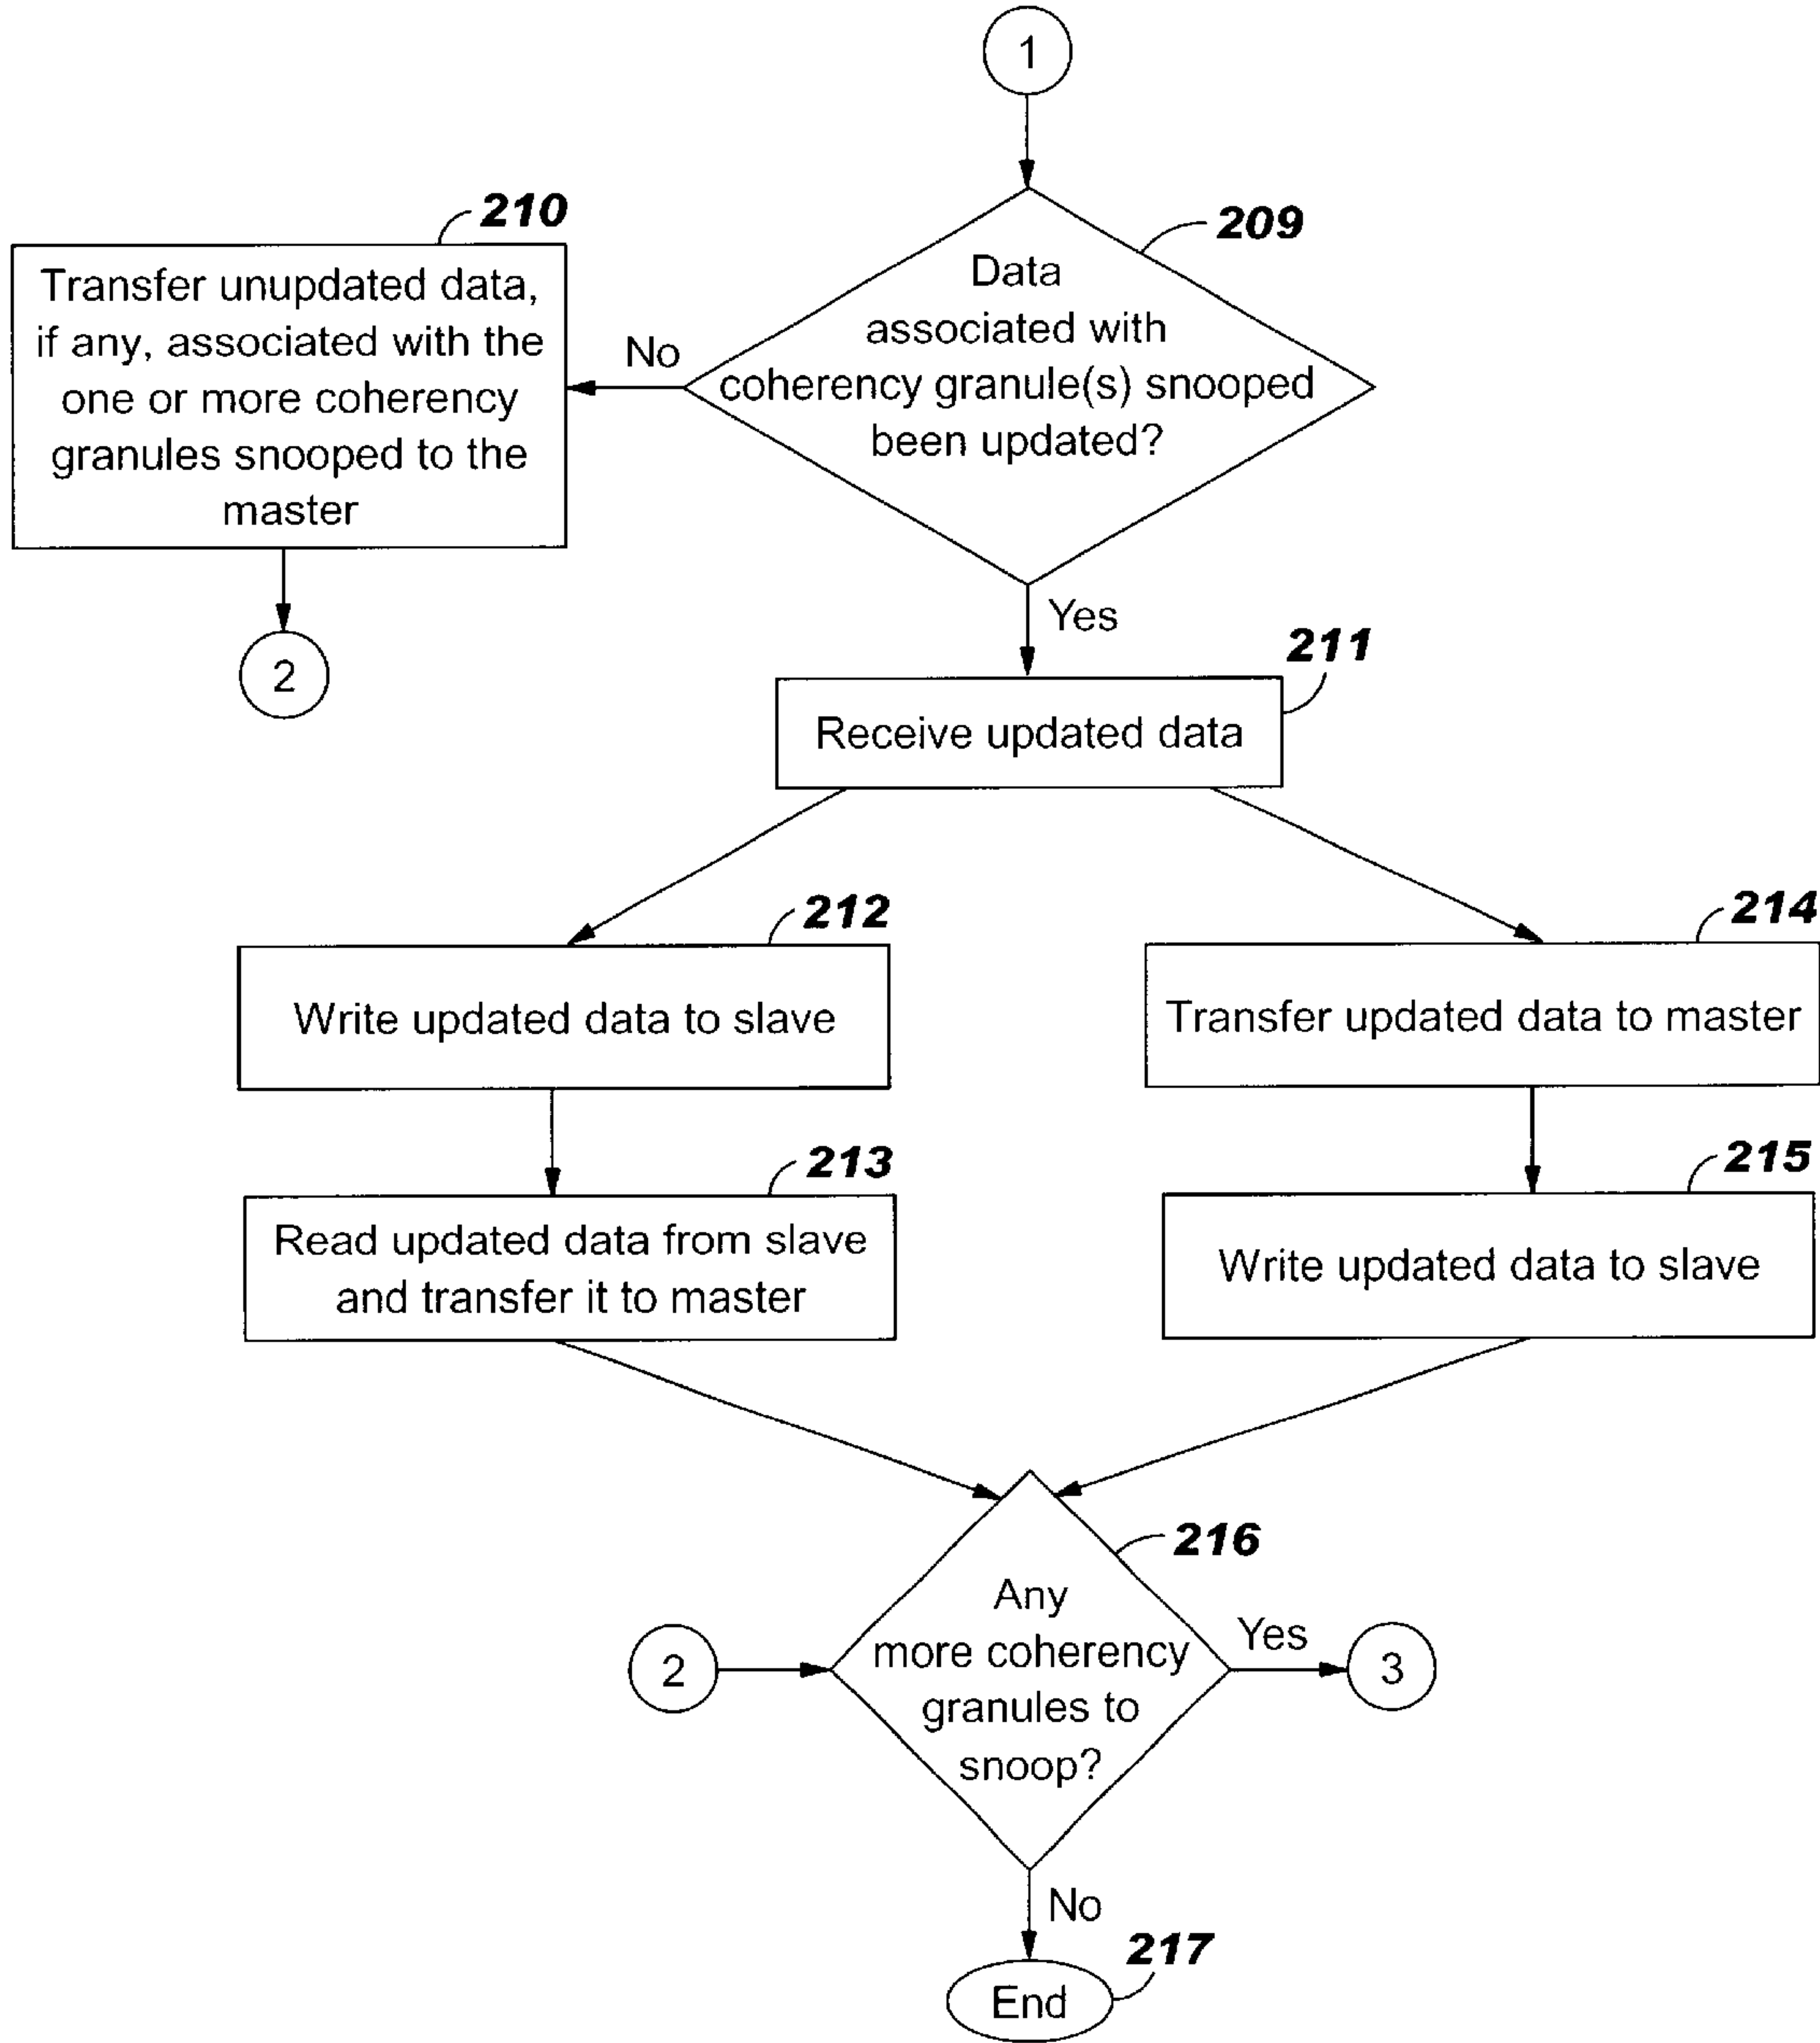 1
210
209
Transfer unupdated data,
if any, associated with the
one or more coherency
granules snooped to the
master
Data
associated with
coherency granule(s) snooped
been updated?
No
Yes
2
211
Receive updated data
212
Write updated data to slave
214
Transfer updated data to master
213
Read updated data from slave
and transfer it to master
215
Write updated data to slave
216
2
Any
more coherency
granules to
snoop?
Yes
3
No
217
End